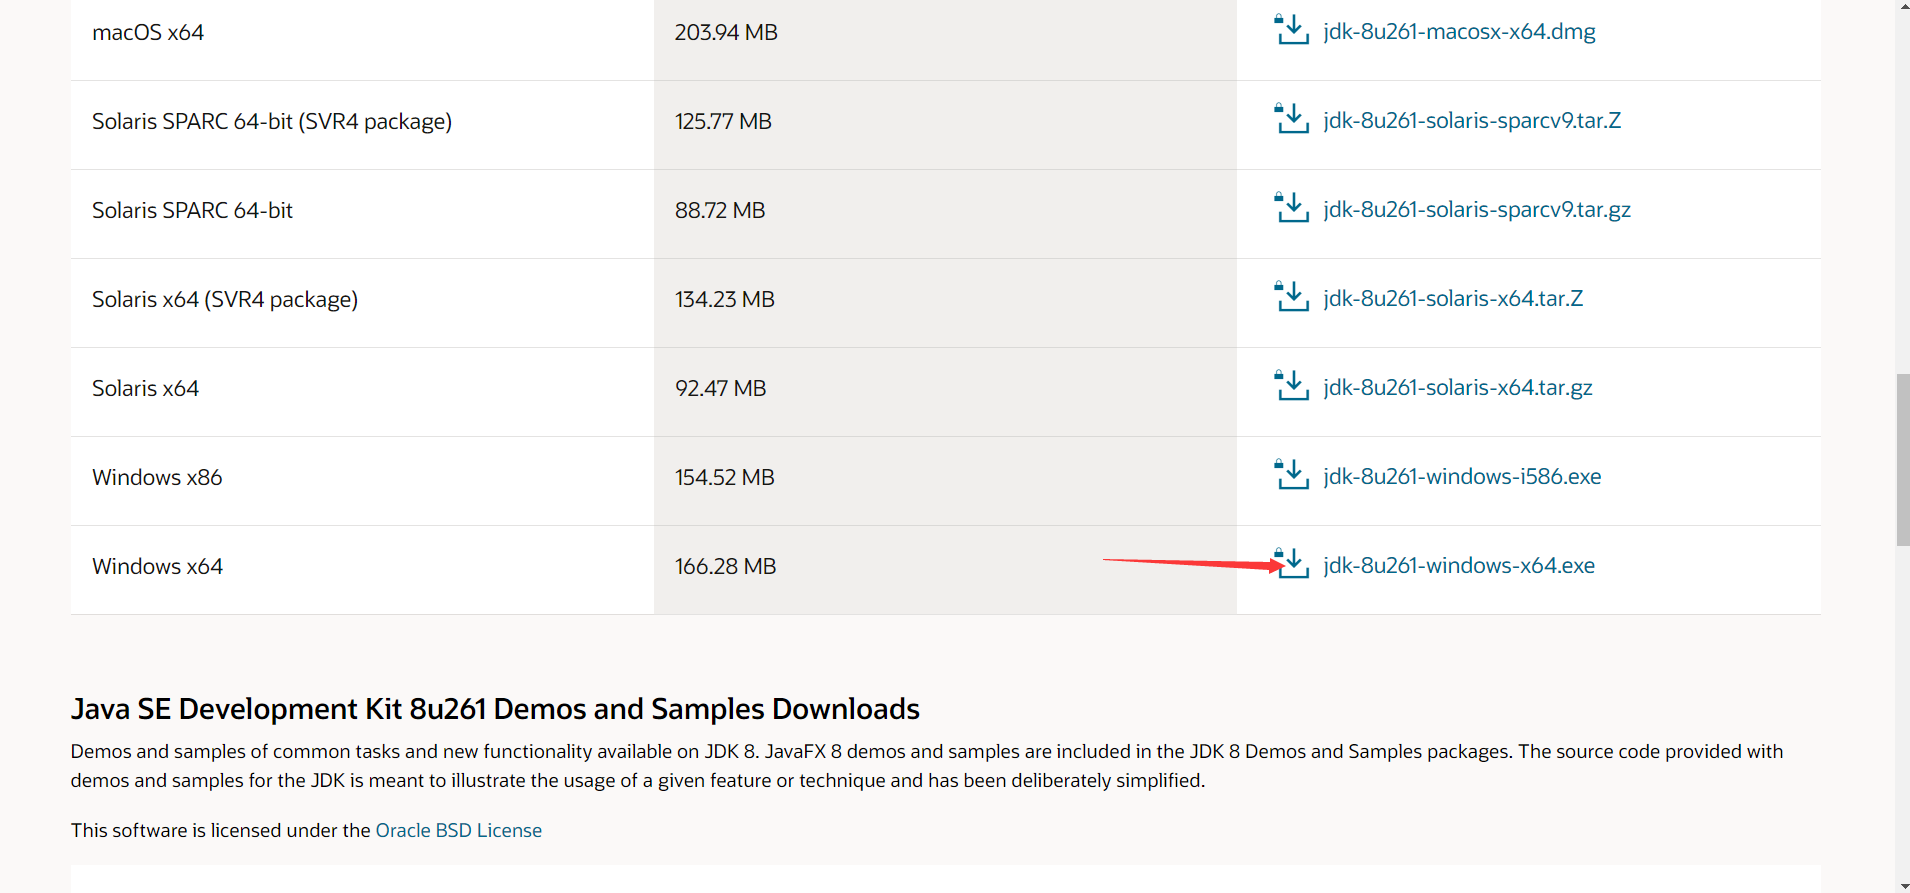 macOS x64 203.94 MB jdk-8u261-macosx-x64.dmg
Solaris SPARC 64-bit (SVR4 package) 125.77 MB jdk-8u261-solaris-sparcv9.tar.Z
Solaris SPARC 64-bit 88.72 MB jdk-8u261-solaris-sparcv9.tar.gz
Solaris x64 (SVR4 package) 134.23 MB jdk-8u261-solaris-x64.tar.Z
Solaris x64 92.47 MB jdk-8u261-solaris-x64.tar.gz
Windows x86 154.52 MB jdk-8u261-windows-i586.exe
Windows x64 166.28 MB jdk-8u261-windows-x64.exe
Java SE Development Kit 8u261 Demos and Samples Downloads
Demos and samples of common tasks and new functionality available on JDK 8. JavaFX 8 demos and samples are included in the JDK 8 Demos and Samples packages. The source code provided with
demos and samples for the JDK is meant to illustrate the usage of a given feature or technique and has been deliberately simplified.
This software is licensed under the Oracle BSD License